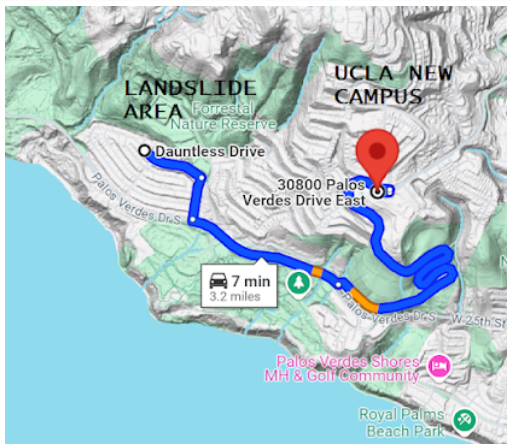 LANDSLIDE
AREA
UCLA NEW
CAMPUS
Forrestal
Nature Reserve
Dauntless Drive
30800 Palos
Verdes Drive East
Palos Verdes Dr S
7 min
3.2 miles
Palos Verdes Dr S
W 25th St
Palos Verdes Shores
MH & Golf Community
Royal Palms
Beach Park